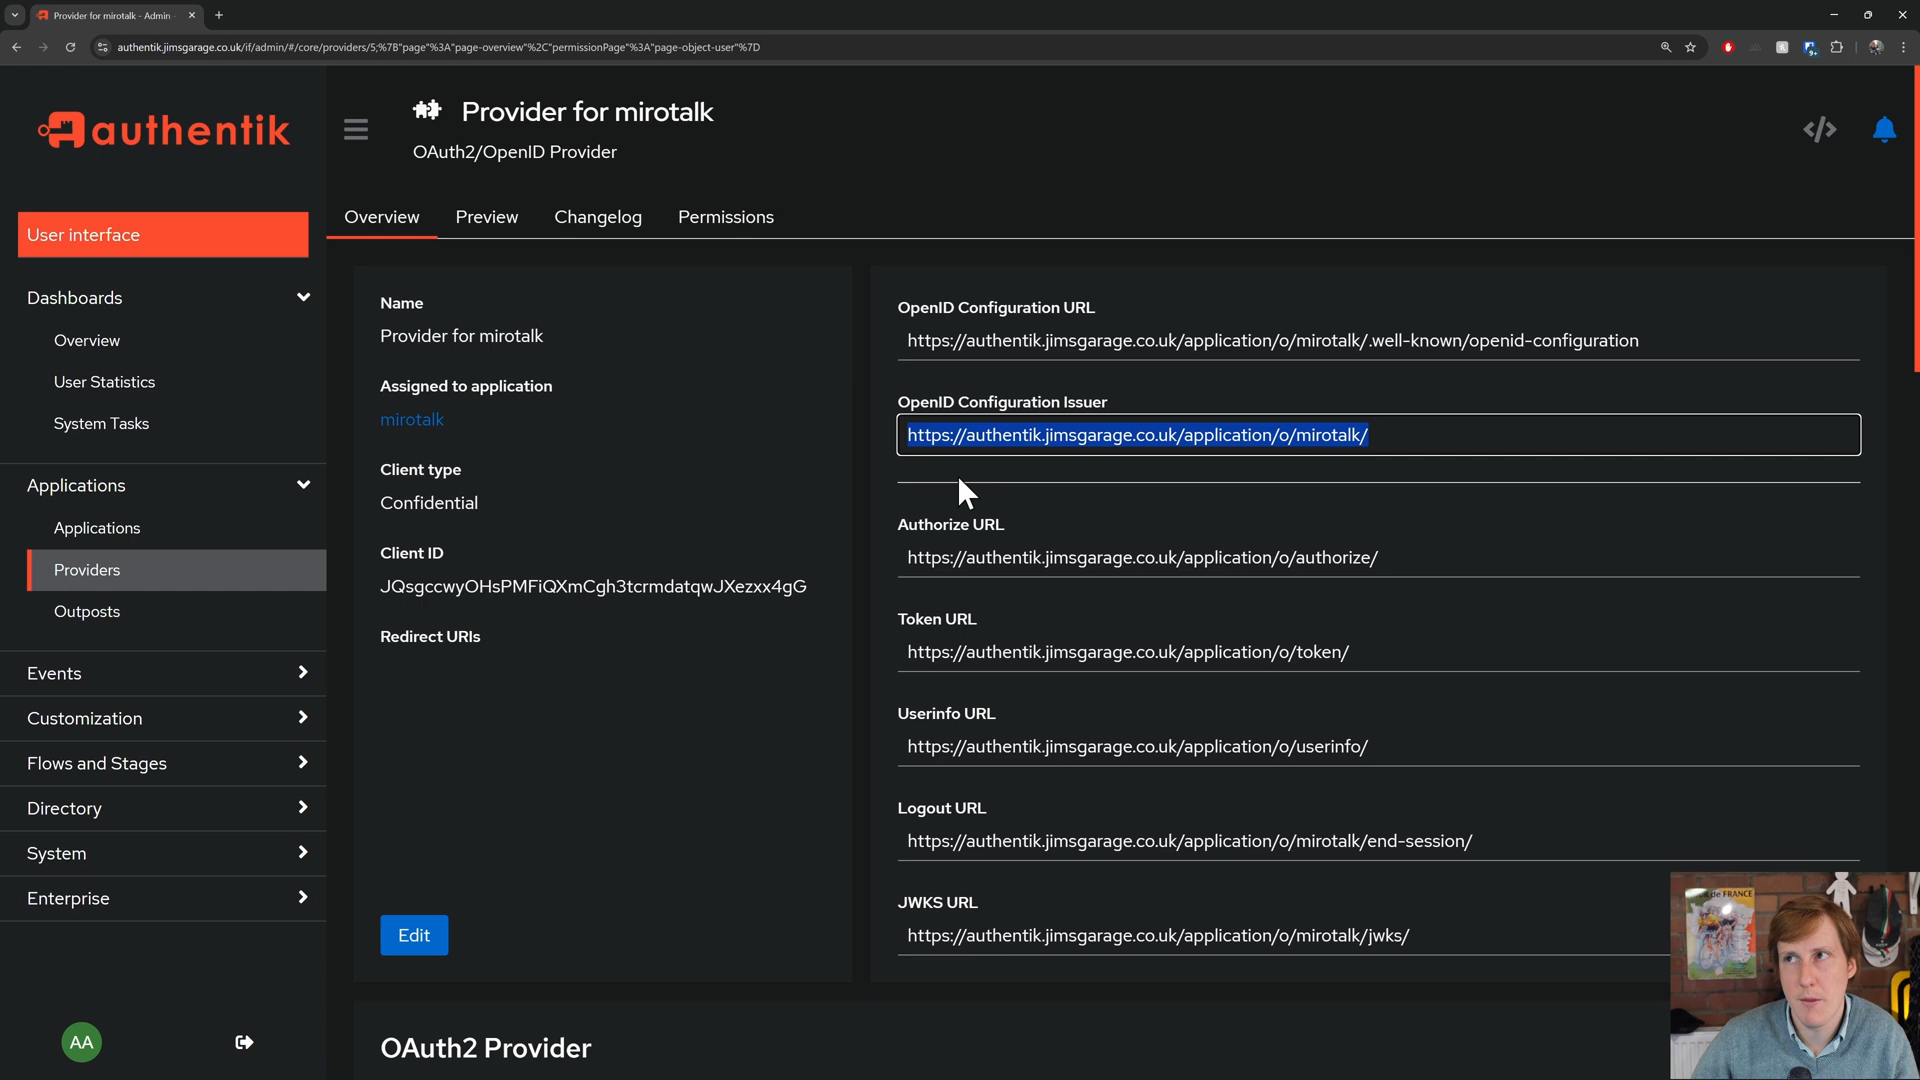 Provider for mirotalk - Admin -
authentik.jimsgarage.co.uk/if/admin/#/core/providers/5;%7B"page"%3A"page-overview"%2C"permissionPage"%3A"page-object-user"%7D
9+
authentik
Provider for mirotalk
OAuth2/OpenID Provider
User interface
Dashboards
Overview
User Statistics
System Tasks
Applications
Applications
Providers
Outposts
Events
Customization
Flows and Stages
Directory
System
Enterprise
AA
Overview
Preview
Changelog
Permissions
Name
Provider for mirotalk
Assigned to application
mirotalk
Client type
Confidential
Client ID
JQsgccwyOHsPMFiQXmCgh3tcrmdatqwJXezxx4gG
Redirect URIs
Edit
OpenID Configuration URL
https://authentik.jimsgarage.co.uk/application/o/mirotalk/.well-known/openid-configuration
OpenID Configuration Issuer
https://authentik.jimsgarage.co.uk/application/o/mirotalk/
Authorize URL
https://authentik.jimsgarage.co.uk/application/o/authorize/
Token URL
https://authentik.jimsgarage.co.uk/application/o/token/
Userinfo URL
https://authentik.jimsgarage.co.uk/application/o/userinfo/
Logout URL
https://authentik.jimsgarage.co.uk/application/o/mirotalk/end-session/
JWKS URL
https://authentik.jimsgarage.co.uk/application/o/mirotalk/jwks/
OAuth2 Provider
de FRANCE